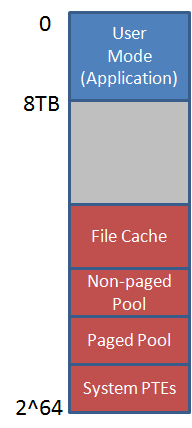 0
User
Mode
(Application)
8TB
File Cache
Non-paged
Pool
Paged Pool
System PTEs
2^64